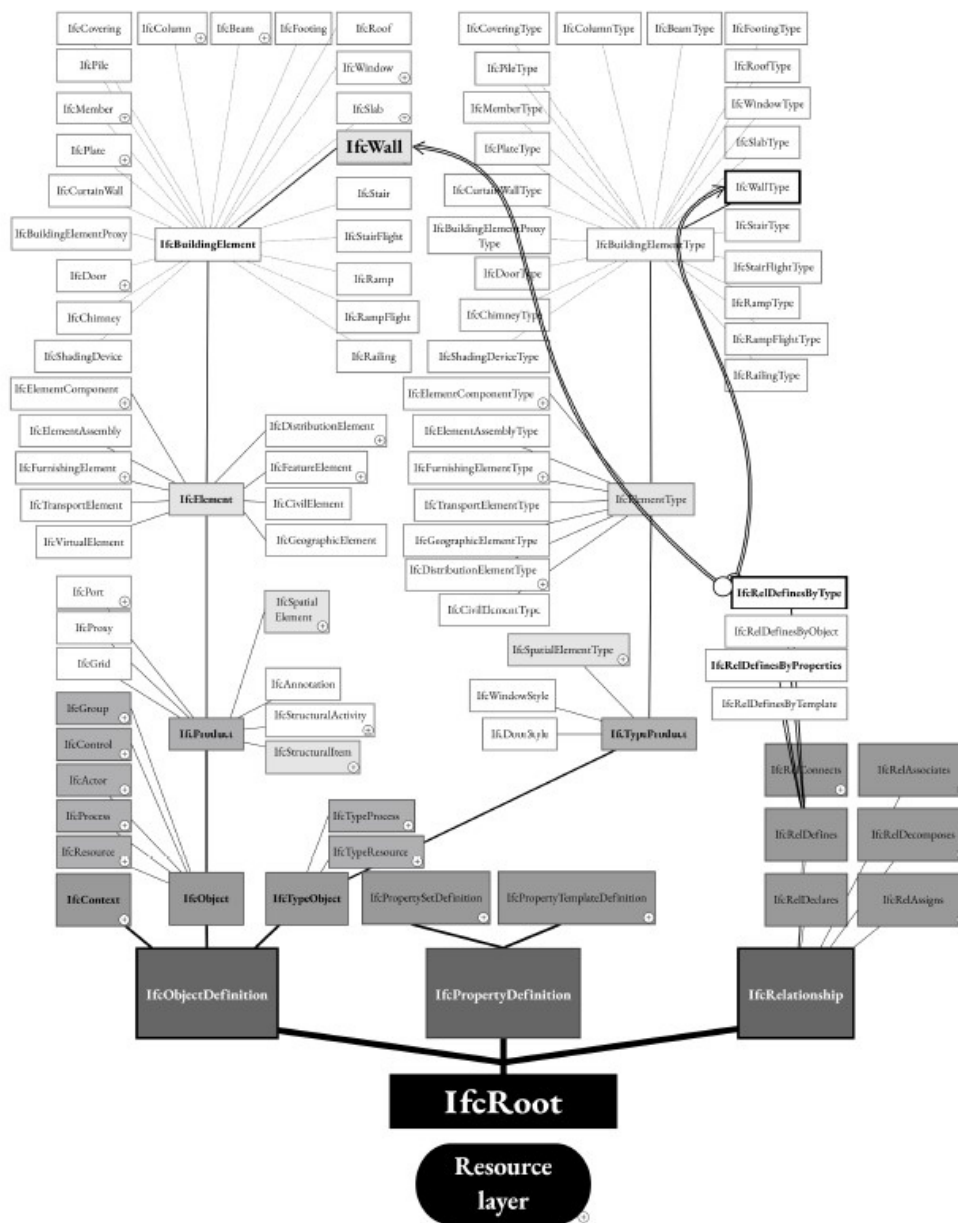 IfcCovering
IfcColumn
IfcBeam
IfcFooting
IfcRoof
IfcPile
IfcWindow
IfcMember
IfcSlab
IfcPlate
IfcWall
IfcCurtainWall
IfcStair
IfcBuildingElementProxy
IfcBuildingElement
IfcStairFlight
IfcDoor
IfcRamp
IfcChimney
IfcRampFlight
IfcShadingDevice
IfcRailing
IfcCoveringType
IfcColumnType
IfcBeamType
IfcFootingType
IfcPileType
IfcRoofType
IfcMemberType
IfcWindowType
IfcPlateType
IfcSlabType
IfcCurtainWallType
IfcWallType
IfcBuildingElementProxy
Type
IfcBuildingElementType
IfcStairType
IfcDoorType
IfcStairFlightType
IfcChimneyType
IfcRampType
IfcRampFlightType
IfcShadingDeviceType
IfcRailingType
IfcElementComponent
IfcElementAssembly
IfcDistributionElement
IfcFurnishingElement
IfcFeatureElement
IfcElement
IfcTransportElement
IfcCivilElement
IfcVirtualElement
IfcGeographicElement
IfcElementComponentType
IfcElementAssemblyType
IfcFurnishingElementType
IfcElementType
IfcTransportElementType
IfcGeographicElementType
IfcDistributionElementType
IfcCivilElementType
IfcRelDefinesByType
IfcRelDefinesByObject
IfcRelDefinesByProperties
IfcRelDefinesByTemplate
IfcPort
IfcProxy
IfcGrid
IfcSpatial
Element
IfcAnnotation
IfcStructuralActivity
IfcProduct
IfcStructuralItem
IfcSpatialElementType
IfcWindowStyle
IfcDoorStyle
IfcTypeProduct
IfcGroup
IfcControl
IfcActor
IfcProcess
IfcResource
IfcContext
IfcObject
IfcTypeProcess
IfcTypeResource
IfcTypeObject
IfcPropertySetDefinition
IfcPropertyTemplateDefinition
IfcRelConnects
IfcRelAssociates
IfcRelDefines
IfcRelDecomposes
IfcRelDeclares
IfcRelAssigns
IfcObjectDefinition
IfcPropertyDefinition
IfcRelationship
IfcRoot
Resource
layer